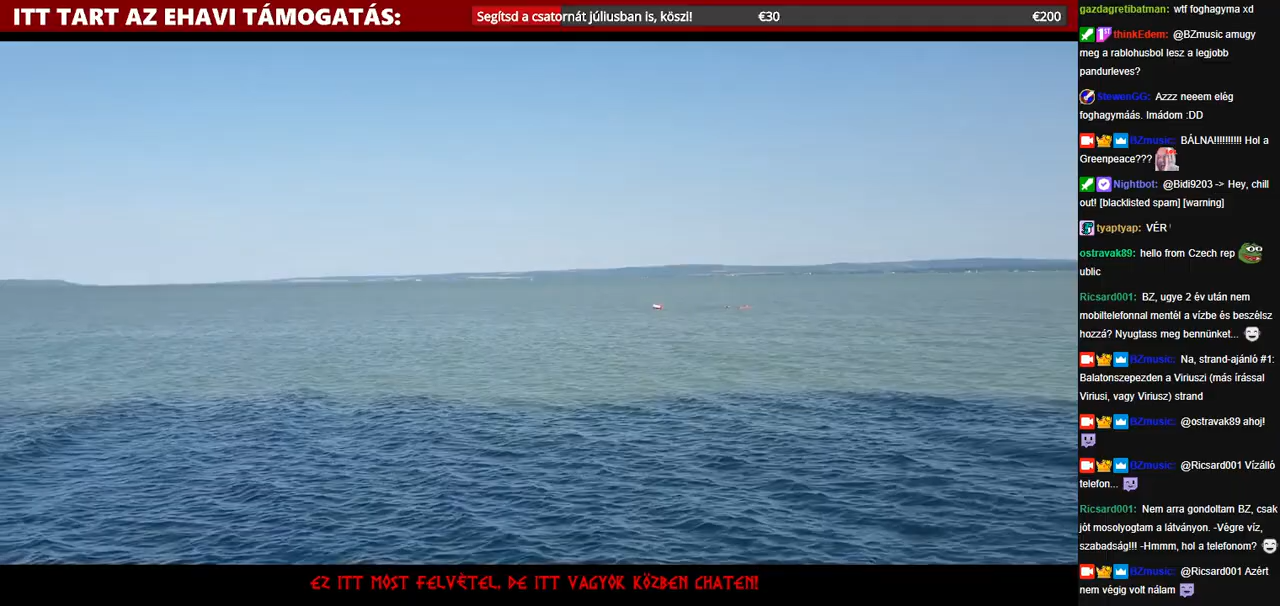 ITT TART AZ EHAVI TÁMOGATÁS:
Segítsd a csatornát júliusban is, köszi! €30 €200
gazdagretibatman: wtf foghagyma xd
thinkEdem: @BZmusic amugy
meg a rablohusbol lesz a legjobb
pandurleves?
StewenGG: Azzz neeem elég
foghagymáás. Imádom :DD
BZmusic: BÁLNA!!!!!!!!!! Hol a
Greenpeace???
Nightbot: @Bidi9203 -> Hey, chill
out! [blacklisted spam] [warning]
tyaptyap: VÉR
ostravak89: hello from Czech rep
ublic
Ricsard001: BZ, ugye 2 év után nem
mobiltelefonnal mentél a vízbe és beszélsz
hozzá? Nyugtass meg bennünket...
BZmusic: Na, strand-ajánló #1:
Balatonszepezden a Viriuszi (más írással
Viriusi, vagy Viriusz) strand
BZmusic: @ostravak89 ahoj!
BZmusic: @Ricsard001 Vízálló
telefon...
Ricsard001: Nem arra gondoltam BZ, csak
jót mosolyogtam a látványon. -Végre víz,
szabadság!!! -Hmmm, hol a telefonom?
BZmusic: @Ricsard001 Azért
nem végig volt nálam
EZ ITT MOST FELVÉTEL, DE ITT VAGYOK KÖZBEN CHATEN!